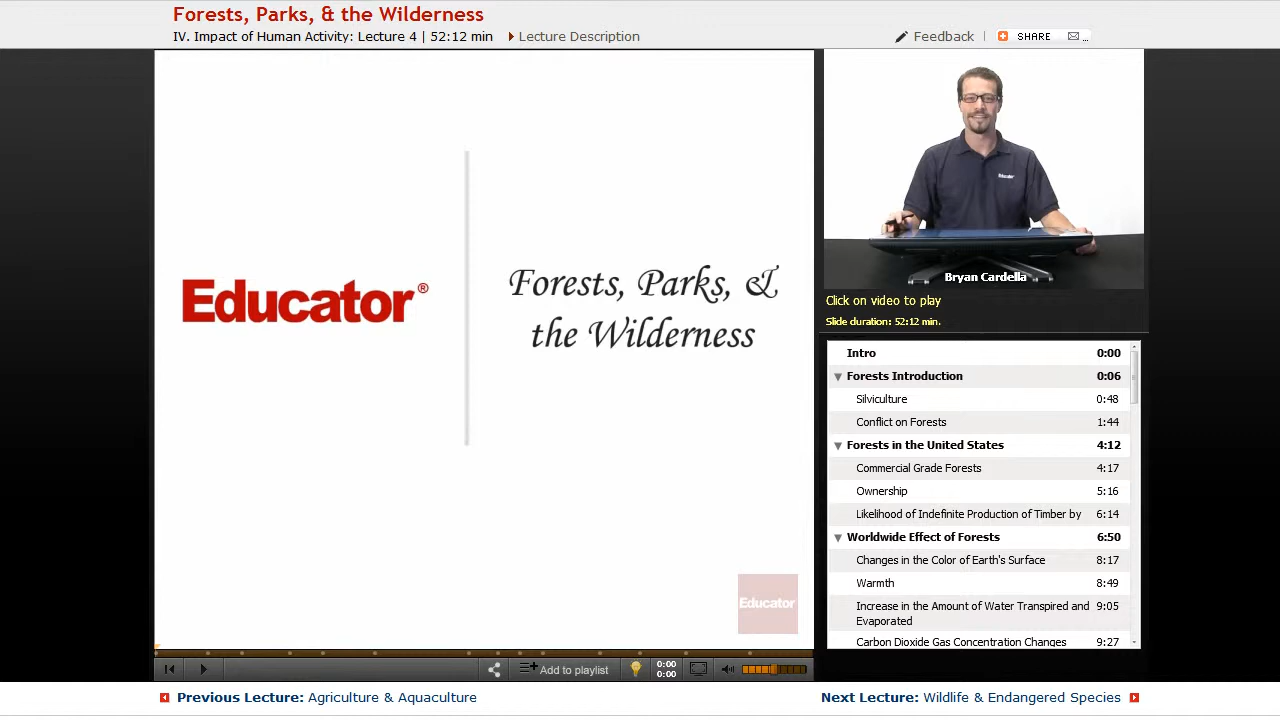 Forests, Parks, & the Wilderness
IV. Impact of Human Activity: Lecture 4 | 52:12 min
Lecture Description
Feedback
SHARE
...
Educator®
Forests, Parks, &
the Wilderness
Educator
Educator
Bryan Cardella
Click on video to play
Slide duration: 52:12 min.
Intro 0:00
Forests Introduction 0:06
Silviculture 0:48
Conflict on Forests 1:44
Forests in the United States 4:12
Commercial Grade Forests 4:17
Ownership 5:16
Likelihood of Indefinite Production of Timber by 6:14
Worldwide Effect of Forests 6:50
Changes in the Color of Earth's Surface 8:17
Warmth 8:49
Increase in the Amount of Water Transpired and 9:05
Evaporated
Carbon Dioxide Gas Concentration Changes 9:27
Add to playlist
0:00
0:00
Previous Lecture: Agriculture & Aquaculture
Next Lecture: Wildlife & Endangered Species